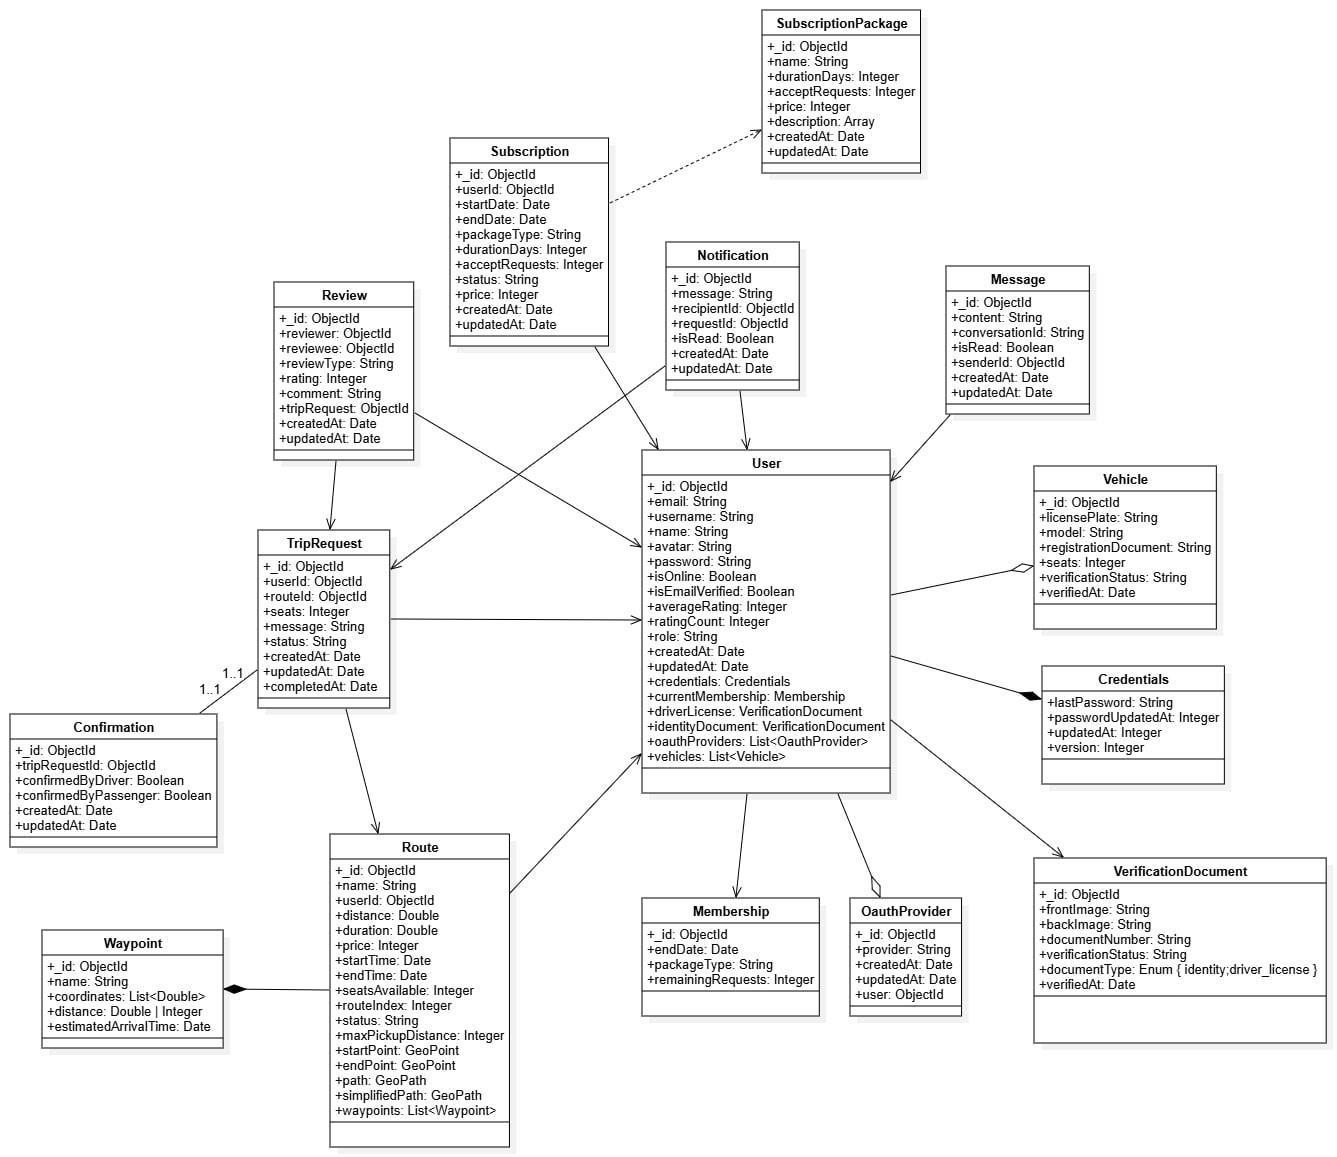 SubscriptionPackage
+_id: ObjectId
+name: String
+durationDays: Integer
+acceptRequests: Integer
+price: Integer
+description: Array
+createdAt: Date
+updatedAt: Date
Subscription
+_id: ObjectId
+userId: ObjectId
+startDate: Date
+endDate: Date
+packageType: String
+durationDays: Integer
+acceptRequests: Integer
+status: String
+price: Integer
+createdAt: Date
+updatedAt: Date
Notification
+_id: ObjectId
+message: String
+recipientId: ObjectId
+requestId: ObjectId
+isRead: Boolean
+createdAt: Date
+updatedAt: Date
Message
+_id: ObjectId
+content: String
+conversationId: String
+isRead: Boolean
+senderId: ObjectId
+createdAt: Date
+updatedAt: Date
Review
+_id: ObjectId
+reviewer: ObjectId
+reviewee: ObjectId
+reviewType: String
+rating: Integer
+comment: String
+tripRequest: ObjectId
+createdAt: Date
+updatedAt: Date
User
+_id: ObjectId
+email: String
+username: String
+name: String
+avatar: String
+password: String
+isOnline: Boolean
+isEmailVerified: Boolean
+averageRating: Integer
+ratingCount: Integer
+role: String
+createdAt: Date
+updatedAt: Date
+credentials: Credentials
+currentMembership: Membership
+driverLicense: VerificationDocument
+identityDocument: VerificationDocument
+oauthProviders: List<OauthProvider>
+vehicles: List<Vehicle>
Vehicle
+_id: ObjectId
+licensePlate: String
+model: String
+registrationDocument: String
+seats: Integer
+verificationStatus: String
+verifiedAt: Date
TripRequest
+_id: ObjectId
+userId: ObjectId
+routeId: ObjectId
+seats: Integer
+message: String
+status: String
+createdAt: Date
+updatedAt: Date
+completedAt: Date
1..1
1..1
Credentials
+lastPassword: String
+passwordUpdatedAt: Integer
+updatedAt: Integer
+version: Integer
Confirmation
+_id: ObjectId
+tripRequestId: ObjectId
+confirmedByDriver: Boolean
+confirmedByPassenger: Boolean
+createdAt: Date
+updatedAt: Date
Route
+_id: ObjectId
+name: String
+userId: ObjectId
+distance: Double
+duration: Double
+price: Integer
+startTime: Date
+endTime: Date
+seatsAvailable: Integer
+routeIndex: Integer
+status: String
+maxPickupDistance: Integer
+startPoint: GeoPoint
+endPoint: GeoPoint
+path: GeoPath
+simplifiedPath: GeoPath
+waypoints: List<Waypoint>
Waypoint
+_id: ObjectId
+name: String
+coordinates: List<Double>
+distance: Double | Integer
+estimatedArrivalTime: Date
Membership
+_id: ObjectId
+endDate: Date
+packageType: String
+remainingRequests: Integer
OauthProvider
+_id: ObjectId
+provider: String
+createdAt: Date
+updatedAt: Date
+user: ObjectId
VerificationDocument
+_id: ObjectId
+frontImage: String
+backImage: String
+documentNumber: String
+verificationStatus: String
+documentType: Enum { identity;driver_license }
+verifiedAt: Date